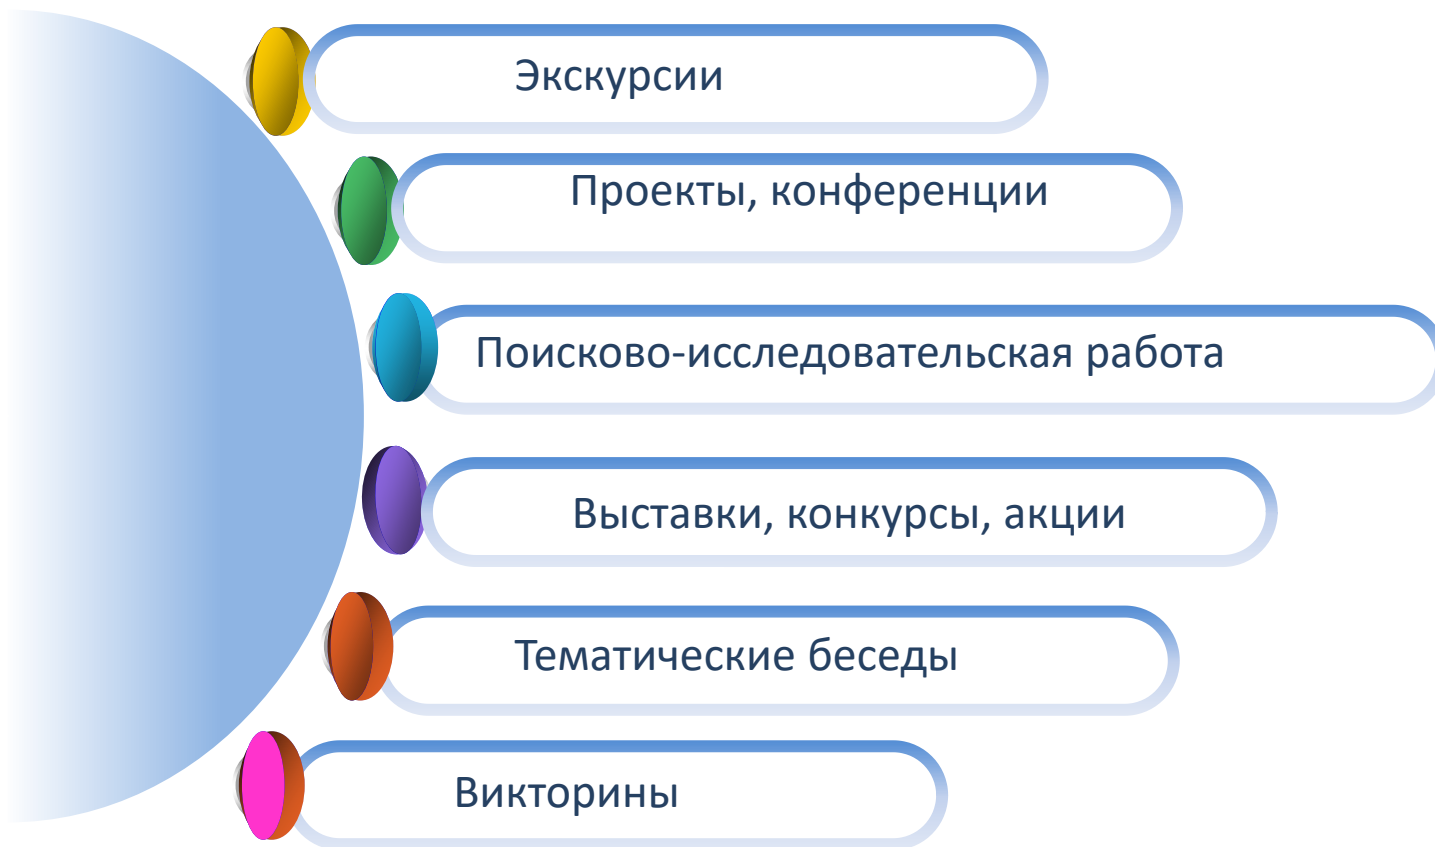 Экскурсии
Проекты, конференции
Поисково-исследовательская работа
Выставки, конкурсы, акции
Тематические беседы
Викторины